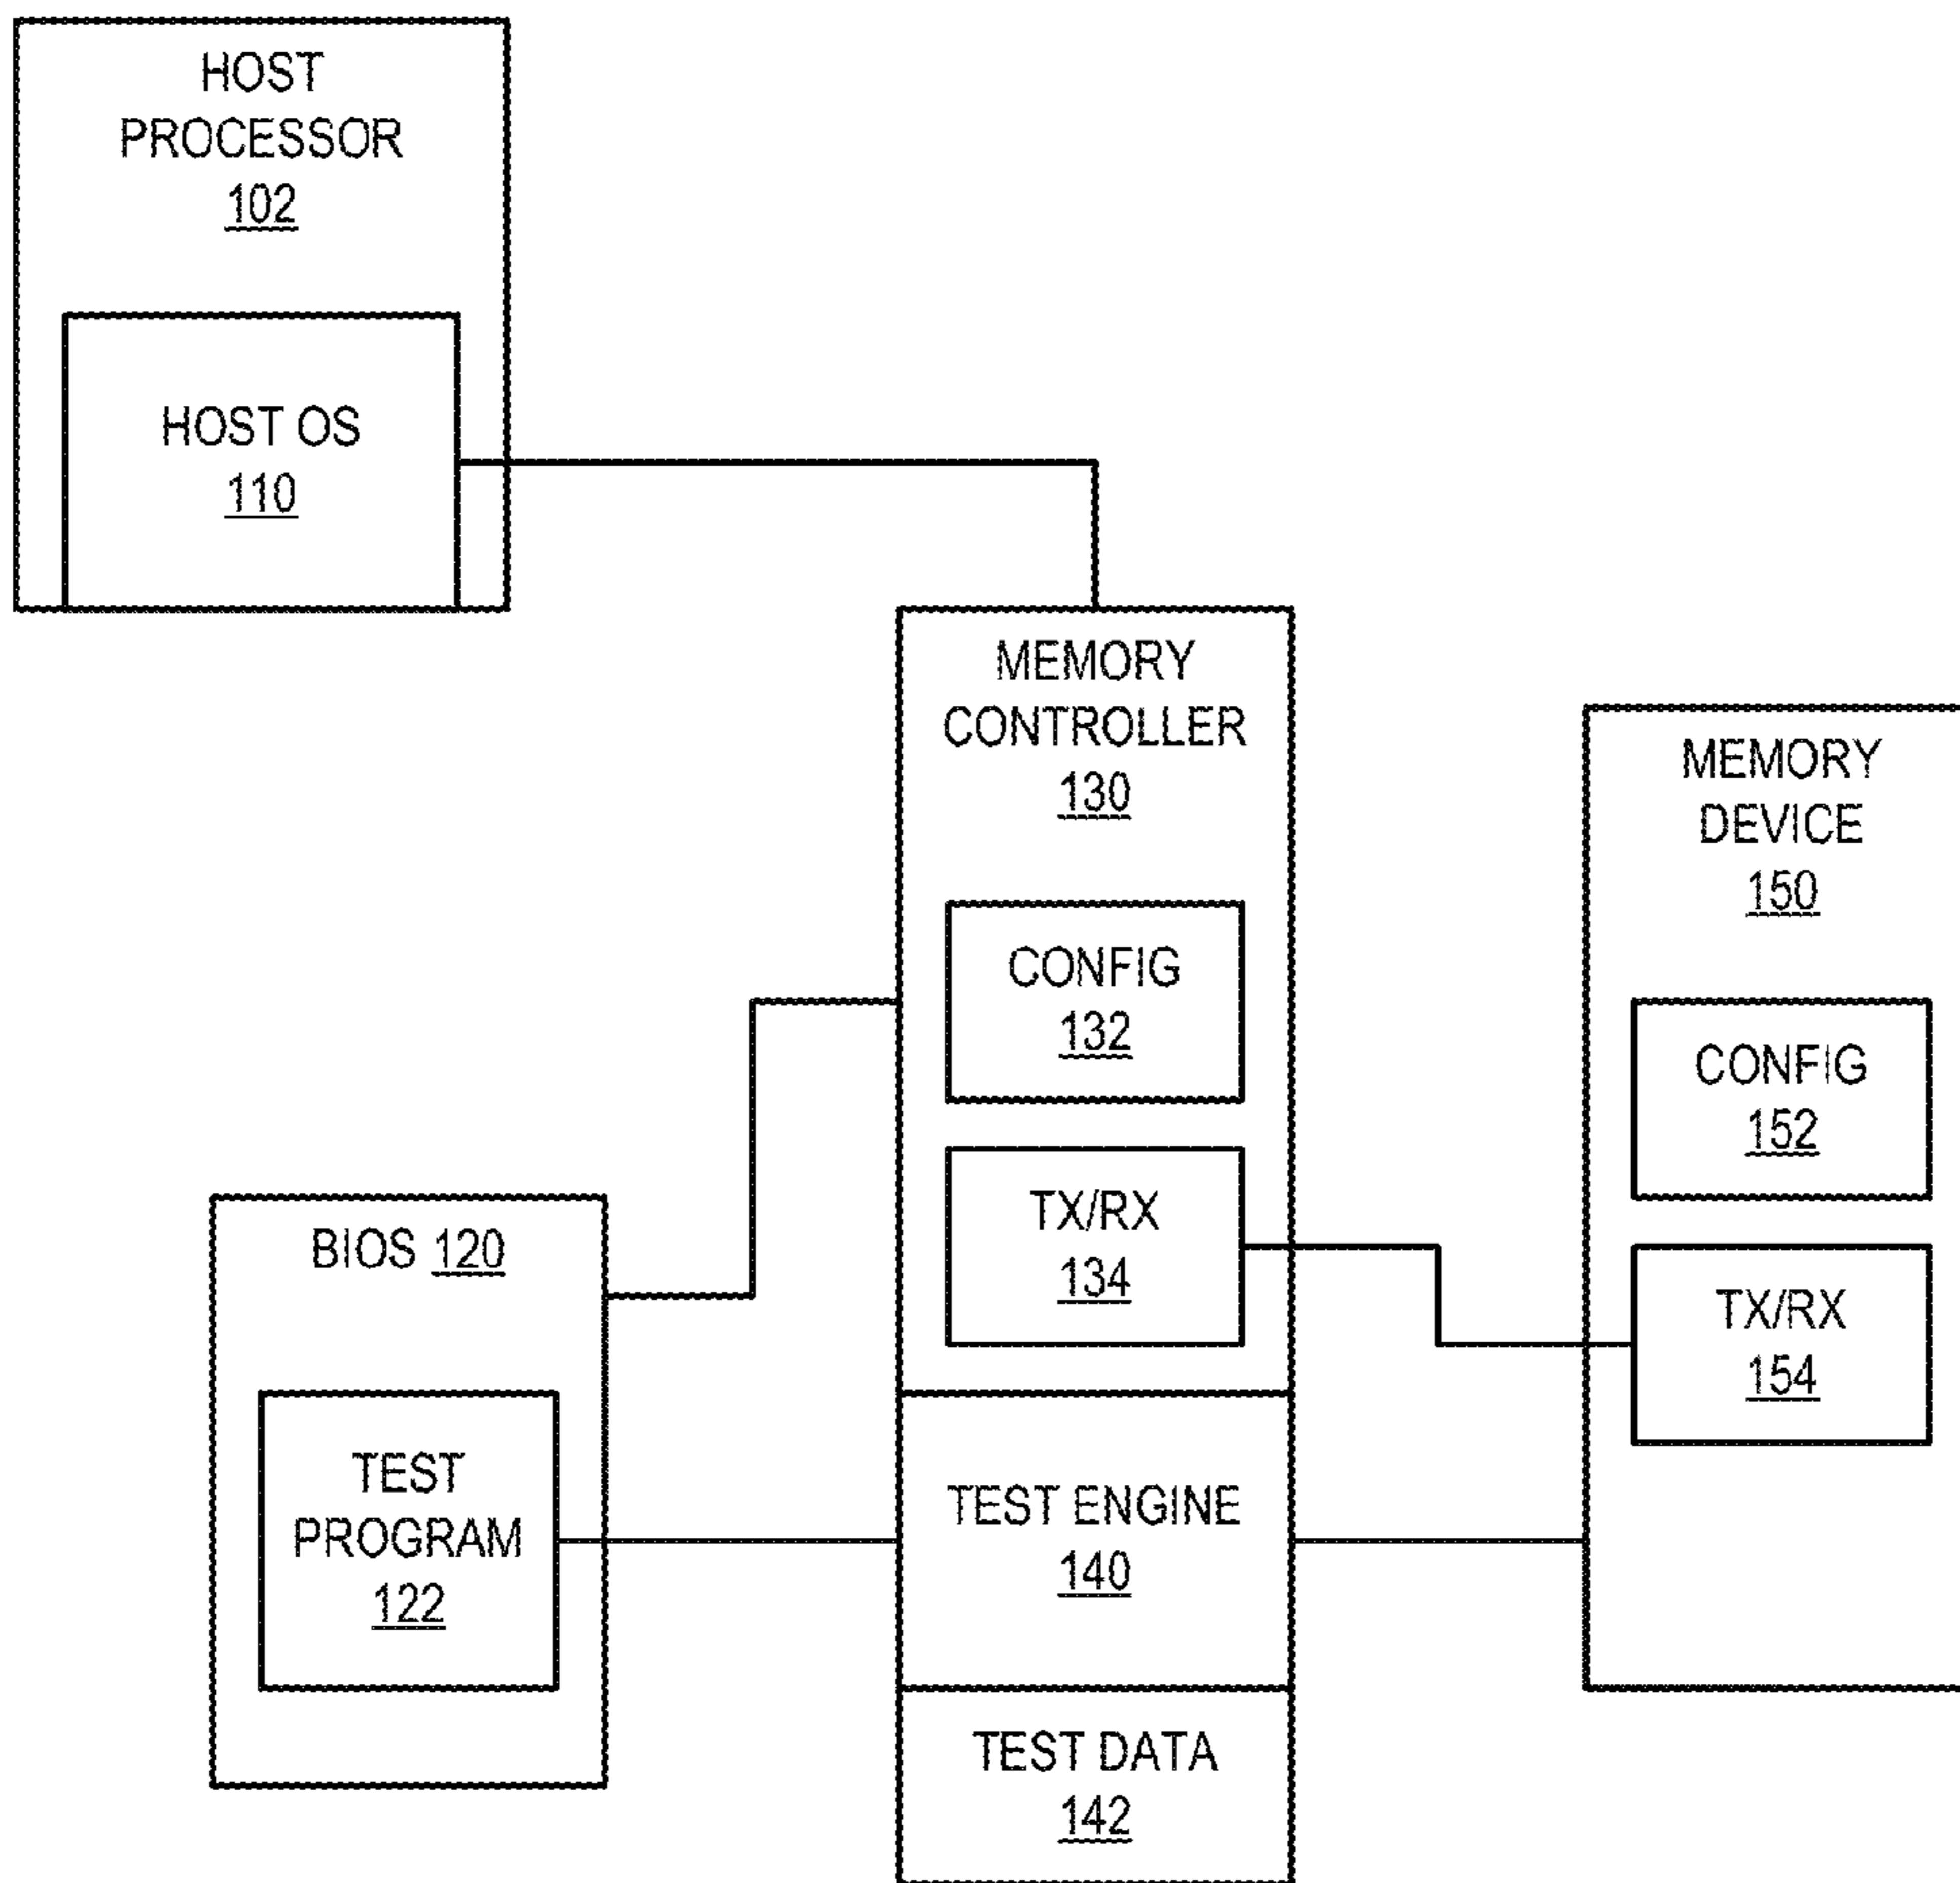 HOST
PROCESSOR
102
HOST OS
110
MEMORY
CONTROLLER
130
CONFIG
132
TX/RX
134
TEST ENGINE
140
TEST DATA
142
MEMORY
DEVICE
150
CONFIG
152
TX/RX
154
BIOS 120
TEST
PROGRAM
122